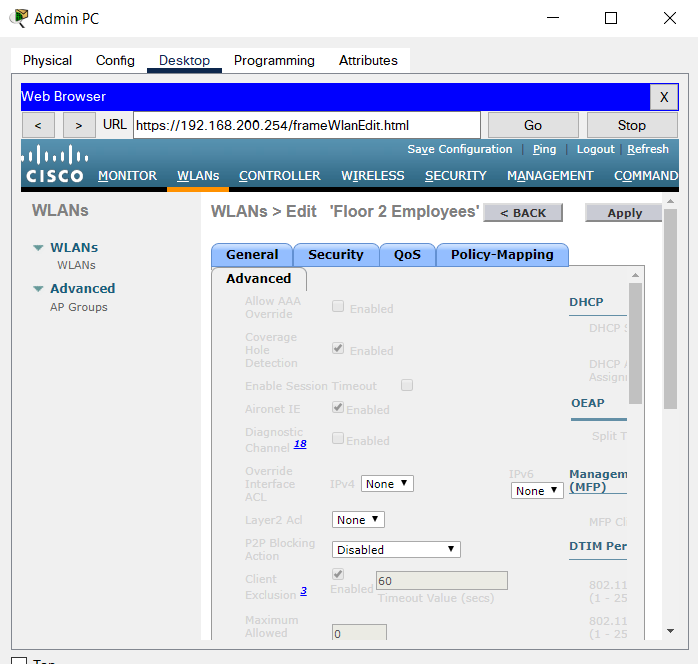 Admin PC
Physical Config Desktop Programming Attributes
Web Browser X
< > URL https://192.168.200.254/frameWlanEdit.html Go Stop
Save Configuration | Ping | Logout | Refresh
CISCO MONITOR WLANs CONTROLLER WIRELESS SECURITY MANAGEMENT COMMAND
WLANs
WLANs
WLANs
Advanced
AP Groups
WLANs > Edit 'Floor 2 Employees' < BACK Apply
General Security QoS Policy-Mapping
Advanced
Allow AAA
Override
Enabled
Coverage
Hole
Detection
Enabled
Enable Session Timeout
Aironet IE Enabled
Diagnostic
Channel 18
Enabled
Override
Interface
ACL
IPv4 None
IPv6
None
Layer2 Acl None
P2P Blocking
Action
Disabled
Client
Exclusion 3
Enabled
60
Timeout Value (secs)
Maximum
Allowed
0
DHCP
DHCP S
DHCP A
Assignm
OEAP
Split T
Managem
(MFP)
MFP Cl
DTIM Per
802.11
(1 - 25
802.11
(1 - 25